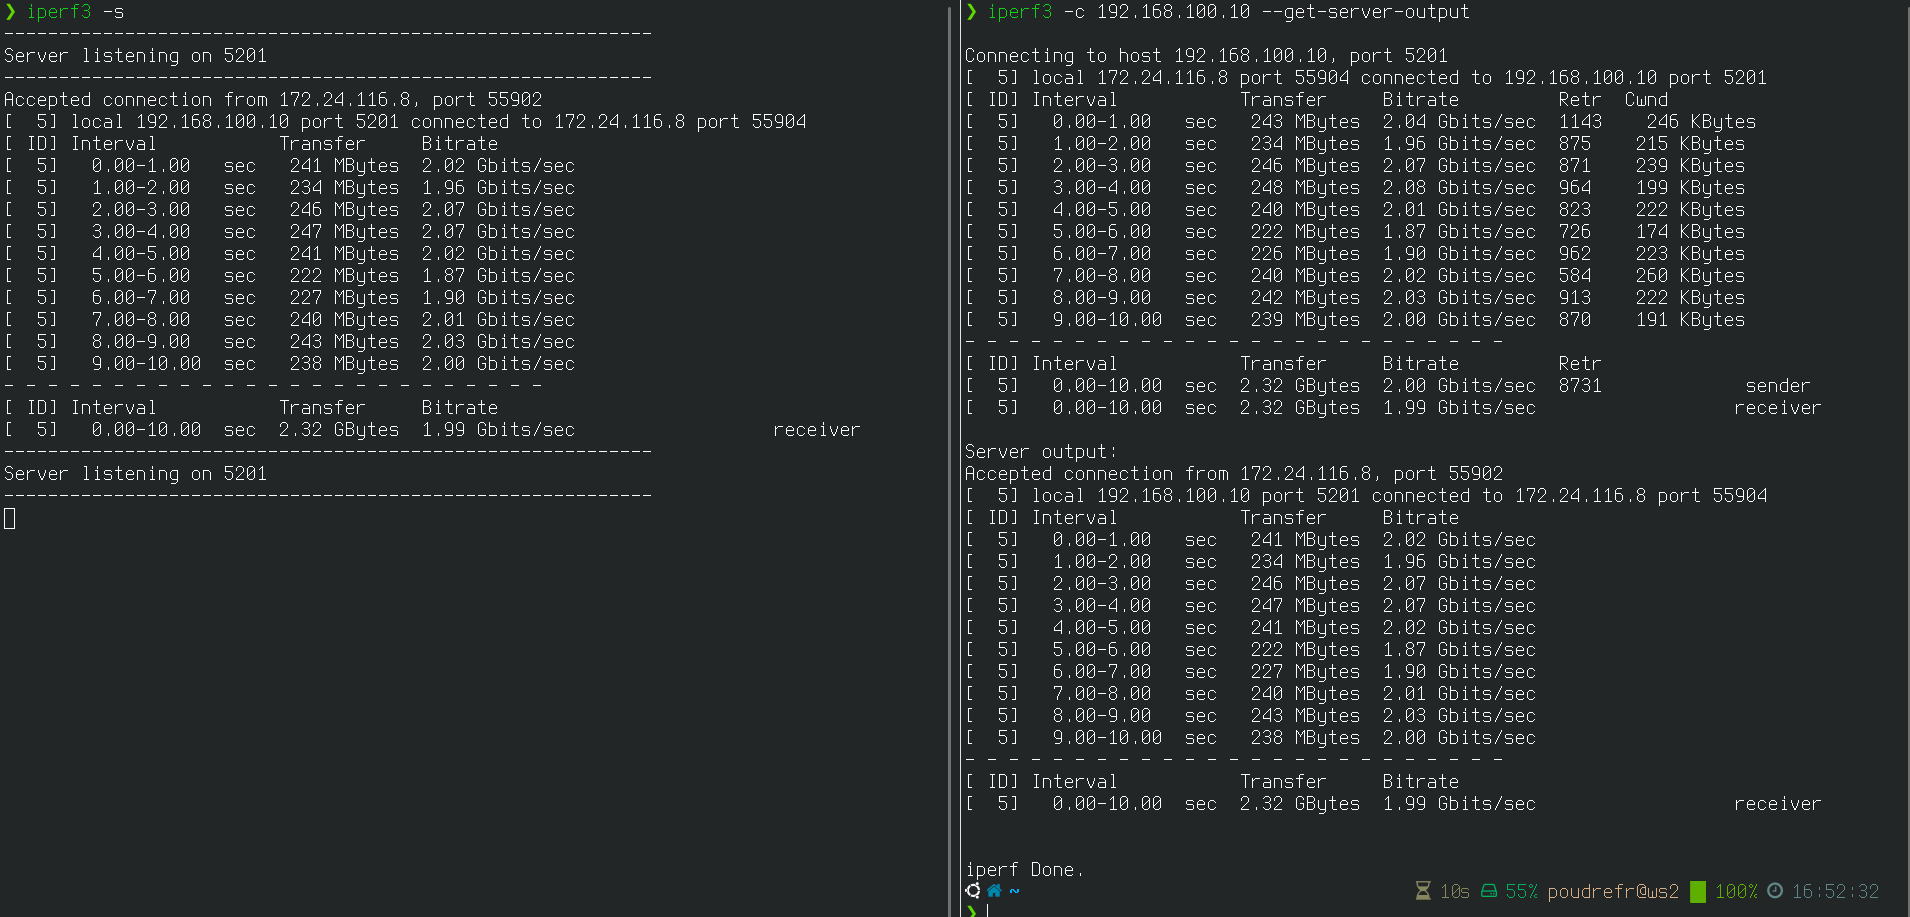 ❯ iperf3 -s
-----------------------------------------------------------
Server listening on 5201
-----------------------------------------------------------
Accepted connection from 172.24.116.8, port 55902
[  5] local 192.168.100.10 port 5201 connected to 172.24.116.8 port 55904
[ ID] Interval           Transfer     Bitrate
[  5]   0.00-1.00   sec   241 MBytes  2.02 Gbits/sec
[  5]   1.00-2.00   sec   234 MBytes  1.96 Gbits/sec
[  5]   2.00-3.00   sec   246 MBytes  2.07 Gbits/sec
[  5]   3.00-4.00   sec   247 MBytes  2.07 Gbits/sec
[  5]   4.00-5.00   sec   241 MBytes  2.02 Gbits/sec
[  5]   5.00-6.00   sec   222 MBytes  1.87 Gbits/sec
[  5]   6.00-7.00   sec   227 MBytes  1.90 Gbits/sec
[  5]   7.00-8.00   sec   240 MBytes  2.01 Gbits/sec
[  5]   8.00-9.00   sec   243 MBytes  2.03 Gbits/sec
[  5]   9.00-10.00  sec   238 MBytes  2.00 Gbits/sec
- - - - - - - - - - - - - - - - - - - - - - - - -
[ ID] Interval           Transfer     Bitrate
[  5]   0.00-10.00  sec  2.32 GBytes  1.99 Gbits/sec                  receiver
-----------------------------------------------------------
Server listening on 5201
-----------------------------------------------------------
❯ iperf3 -c 192.168.100.10 --get-server-output
Connecting to host 192.168.100.10, port 5201
[  5] local 172.24.116.8 port 55904 connected to 192.168.100.10 port 5201
[ ID] Interval           Transfer     Bitrate         Retr  Cwnd
[  5]   0.00-1.00   sec   243 MBytes  2.04 Gbits/sec  1143    246 KBytes
[  5]   1.00-2.00   sec   234 MBytes  1.96 Gbits/sec  875    215 KBytes
[  5]   2.00-3.00   sec   246 MBytes  2.07 Gbits/sec  871    239 KBytes
[  5]   3.00-4.00   sec   248 MBytes  2.08 Gbits/sec  964    199 KBytes
[  5]   4.00-5.00   sec   240 MBytes  2.01 Gbits/sec  823    222 KBytes
[  5]   5.00-6.00   sec   222 MBytes  1.87 Gbits/sec  726    174 KBytes
[  5]   6.00-7.00   sec   226 MBytes  1.90 Gbits/sec  962    223 KBytes
[  5]   7.00-8.00   sec   240 MBytes  2.02 Gbits/sec  584    260 KBytes
[  5]   8.00-9.00   sec   242 MBytes  2.03 Gbits/sec  913    222 KBytes
[  5]   9.00-10.00  sec   239 MBytes  2.00 Gbits/sec  870    191 KBytes
- - - - - - - - - - - - - - - - - - - - - - - - -
[ ID] Interval           Transfer     Bitrate         Retr
[  5]   0.00-10.00  sec  2.32 GBytes  2.00 Gbits/sec  8731             sender
[  5]   0.00-10.00  sec  2.32 GBytes  1.99 Gbits/sec                  receiver
Server output:
Accepted connection from 172.24.116.8, port 55902
[  5] local 192.168.100.10 port 5201 connected to 172.24.116.8 port 55904
[ ID] Interval           Transfer     Bitrate
[  5]   0.00-1.00   sec   241 MBytes  2.02 Gbits/sec
[  5]   1.00-2.00   sec   234 MBytes  1.96 Gbits/sec
[  5]   2.00-3.00   sec   246 MBytes  2.07 Gbits/sec
[  5]   3.00-4.00   sec   247 MBytes  2.07 Gbits/sec
[  5]   4.00-5.00   sec   241 MBytes  2.02 Gbits/sec
[  5]   5.00-6.00   sec   222 MBytes  1.87 Gbits/sec
[  5]   6.00-7.00   sec   227 MBytes  1.90 Gbits/sec
[  5]   7.00-8.00   sec   240 MBytes  2.01 Gbits/sec
[  5]   8.00-9.00   sec   243 MBytes  2.03 Gbits/sec
[  5]   9.00-10.00  sec   238 MBytes  2.00 Gbits/sec
- - - - - - - - - - - - - - - - - - - - - - - - -
[ ID] Interval           Transfer     Bitrate
[  5]   0.00-10.00  sec  2.32 GBytes  1.99 Gbits/sec                  receiver
iperf Done.
~ 10s 55% poudrefr@ws2 100% 16:52:32
❯